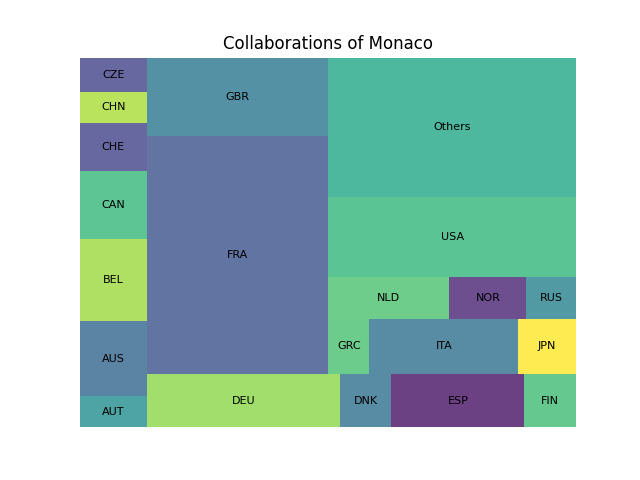 Collaborations of Monaco
CZE
CHN
CHE
CAN
BEL
AUS
AUT
GBR
FRA
DEU
Others
USA
NLD
NOR
RUS
GRC
ITA
JPN
DNK
ESP
FIN